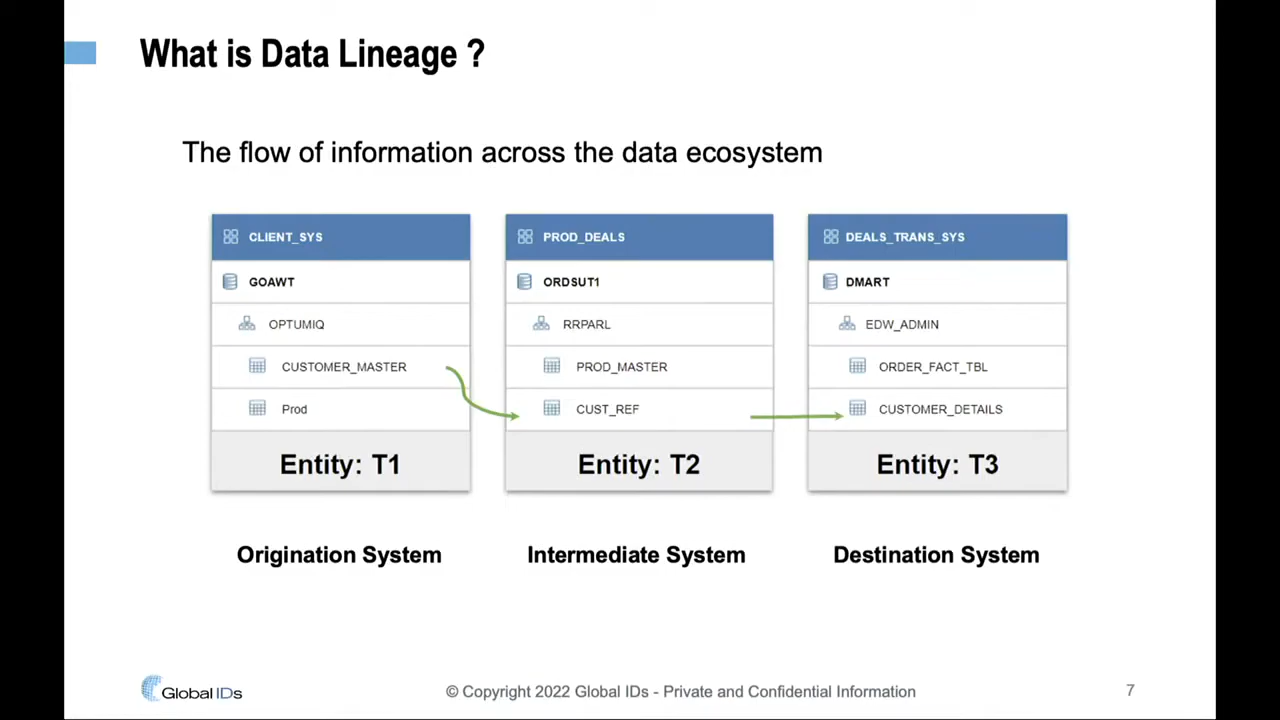 What is Data Lineage ?
The flow of information across the data ecosystem
CLIENT_SYS
GOAWT
OPTUMIQ
CUSTOMER_MASTER
Prod
Entity: T1
Origination System
PROD_DEALS
ORDSUT1
RRPARL
PROD_MASTER
CUST_REF
Entity: T2
Intermediate System
DEALS_TRANS_SYS
DMART
EDW_ADMIN
ORDER_FACT_TBL
CUSTOMER_DETAILS
Entity: T3
Destination System
Global IDs
© Copyright 2022 Global IDs - Private and Confidential Information
7